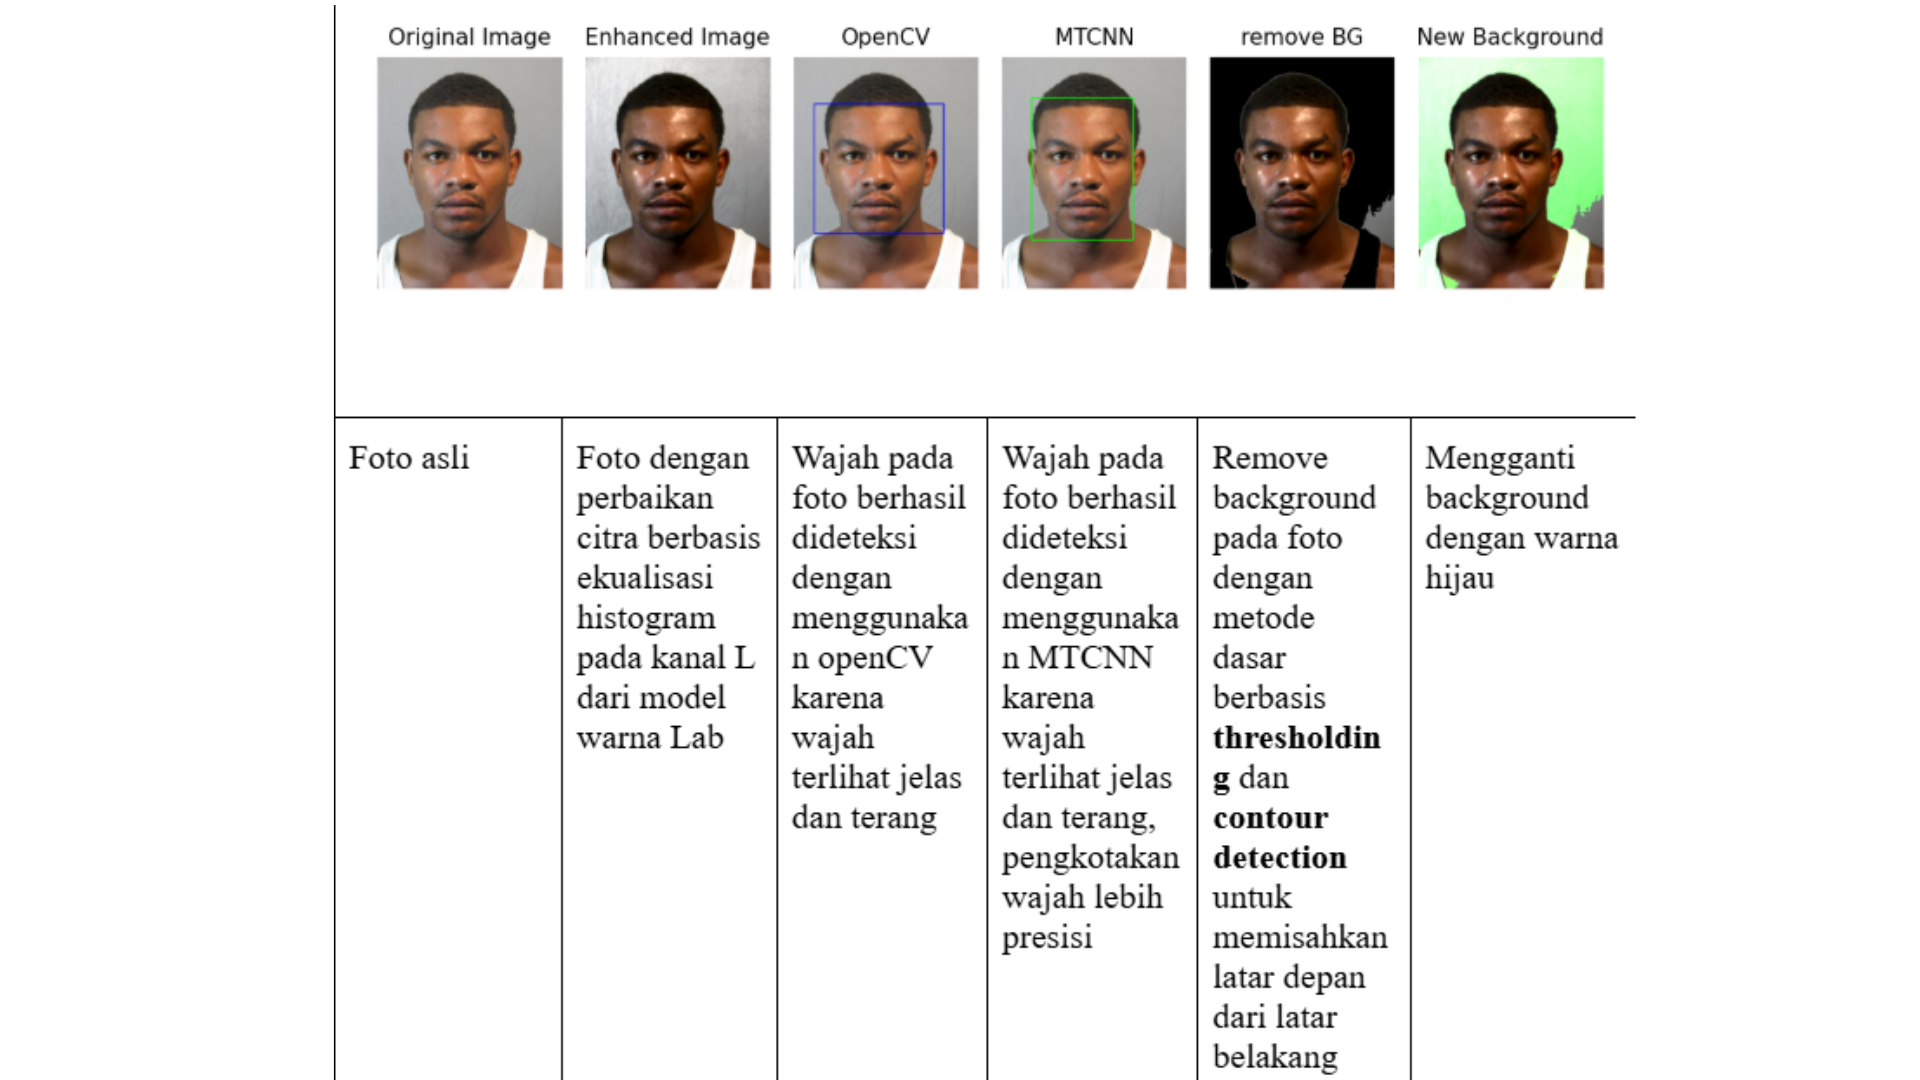 Original Image
Enhanced Image
OpenCV
MTCNN
remove BG
New Background
Foto asli
Foto dengan
perbaikan
citra berbasis
ekualisasi
histogram
pada kanal L
dari model
warna Lab
Wajah pada
foto berhasil
dideteksi
dengan
menggunaka
n openCV
karena
wajah
terlihat jelas
dan terang
Wajah pada
foto berhasil
dideteksi
dengan
menggunaka
n MTCNN
karena
wajah
terlihat jelas
dan terang,
pengkotakan
wajah lebih
presisi
Remove
background
pada foto
dengan
metode
dasar
berbasis
thresholdin
g dan
contour
detection
untuk
memisahkan
latar depan
dari latar
belakang
Mengganti
background
dengan warna
hijau